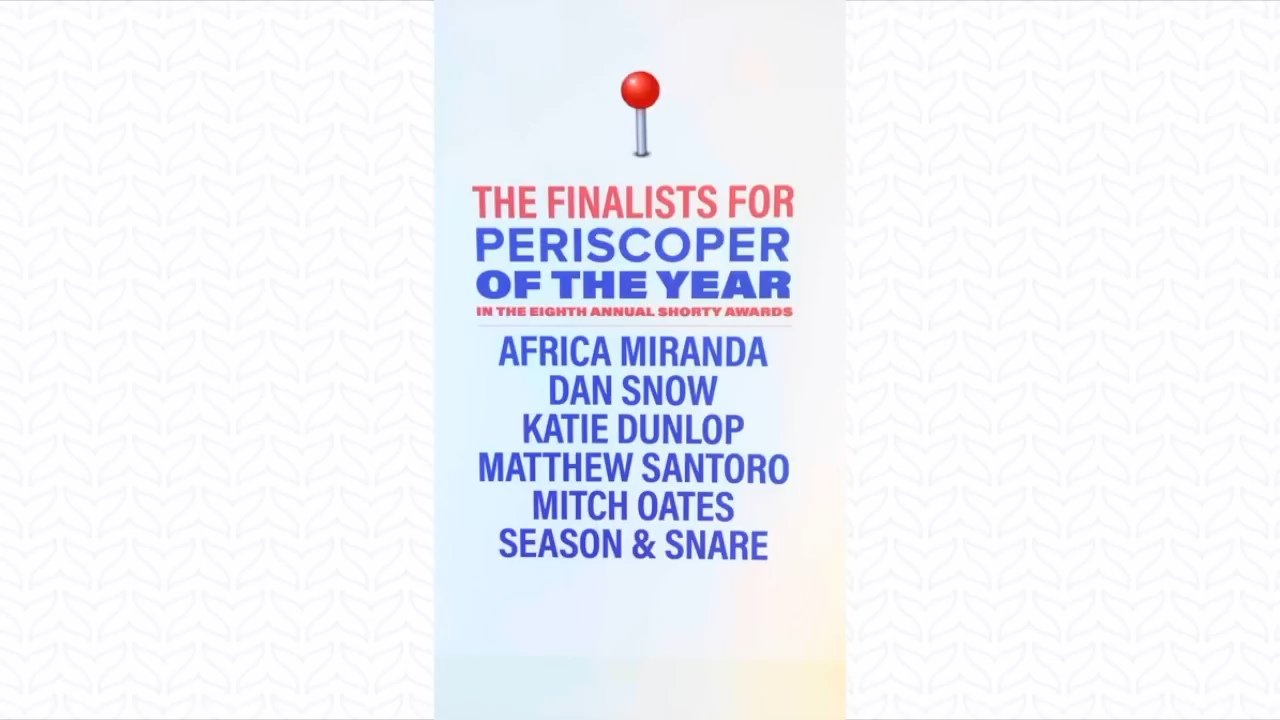 THE FINALISTS FOR
PERISCOPER
OF THE YEAR
IN THE EIGHTH ANNUAL SHORTY AWARDS
AFRICA MIRANDA
DAN SNOW
KATIE DUNLOP
MATTHEW SANTORO
MITCH OATES
SEASON & SNARE